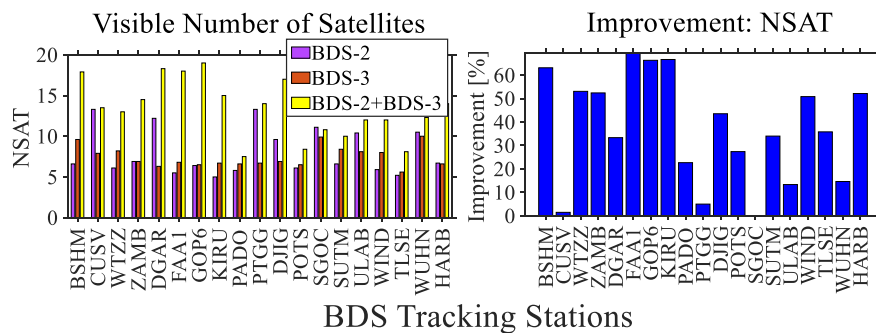 Visible Number of Satellites
NSAT
20
15
10
5
0
BDS-2
BDS-3
BDS-2+BDS-3
BSHM
CUSV
WTZZ
ZAMB
DGAR
FAA1
GOP6
KIRU
PADO
PTGG
DJIG
POTS
SGOC
SUTM
ULAB
WIND
TLSE
WUHN
HARB
Improvement: NSAT
Improvement [%]
60
50
40
30
20
10
0
BSHM
CUSV
WTZZ
ZAMB
DGAR
FAA1
GOP6
KIRU
PADO
PTGG
DJIG
POTS
SGOC
SUTM
ULAB
WIND
TLSE
WUHN
HARB
BDS Tracking Stations